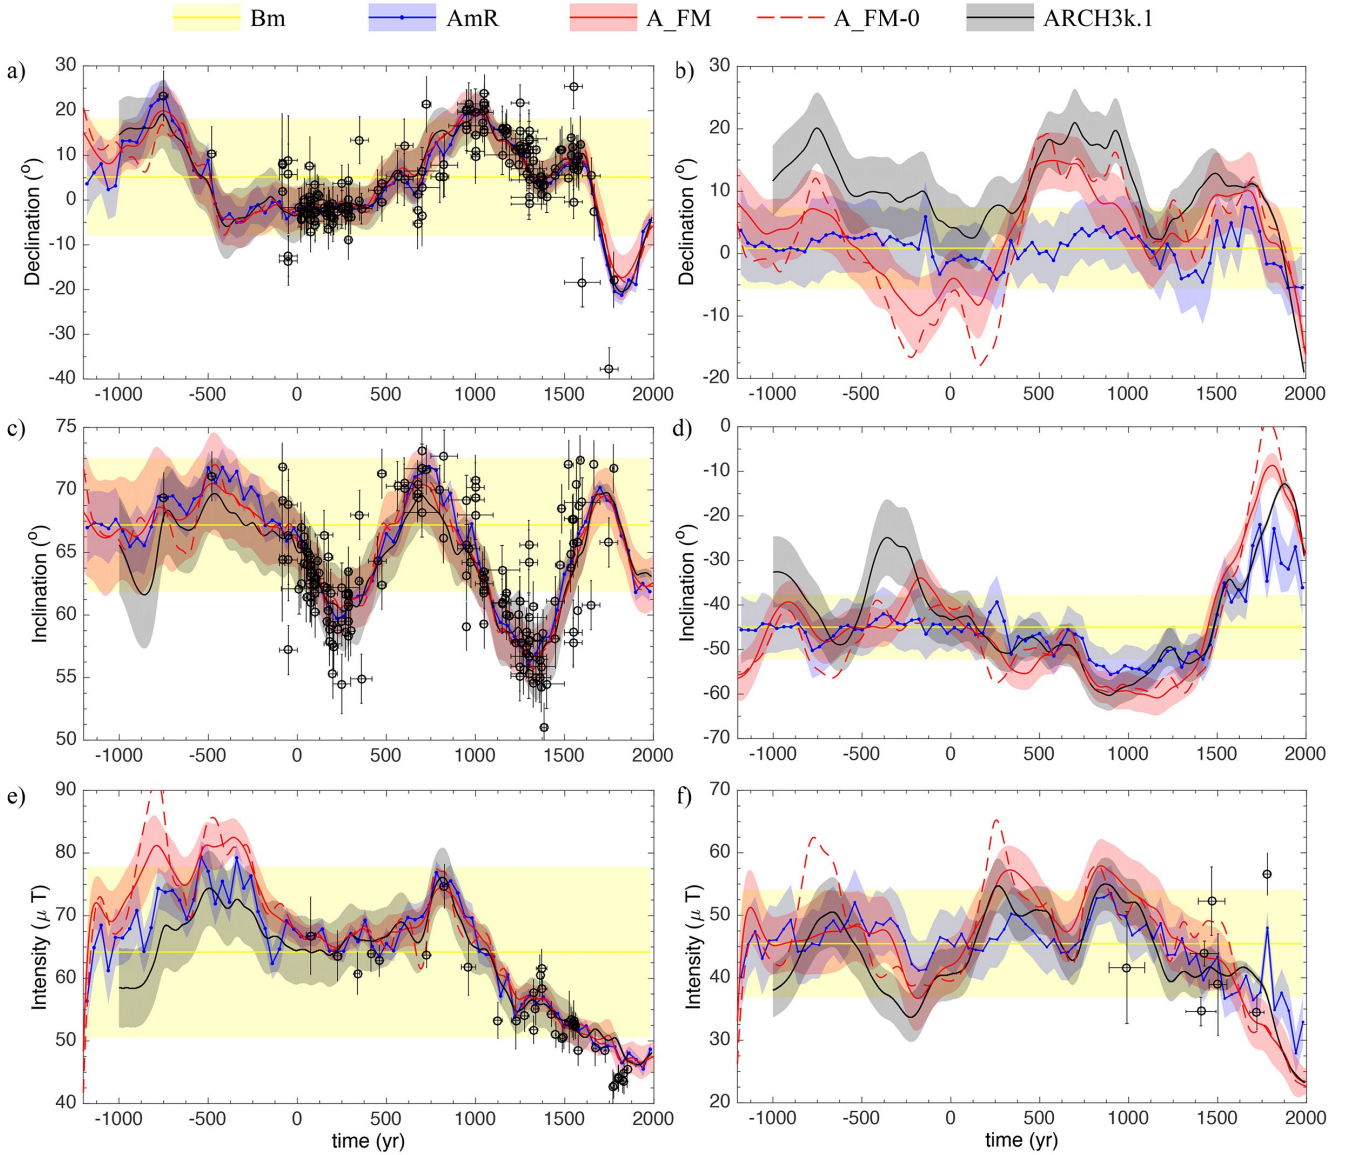 Bm AmR A_FM A_FM-0 ARCH3k.1
a) b)
30 20 10 0 -10 -20 -30 -40
Declination (°)
-1000 -500 0 500 1000 1500 2000
30 20 10 0 -10 -20
Declination (°)
-1000 -500 0 500 1000 1500 2000
c) d)
75 70 65 60 55 50
Inclination (°)
-1000 -500 0 500 1000 1500 2000
0 -10 -20 -30 -40 -50 -60 -70
Inclination (°)
-1000 -500 0 500 1000 1500 2000
e) f)
90 80 70 60 50 40
Intensity (μ T)
-1000 -500 0 500 1000 1500 2000
time (yr)
70 60 50 40 30 20
Intensity (μ T)
-1000 -500 0 500 1000 1500 2000
time (yr)